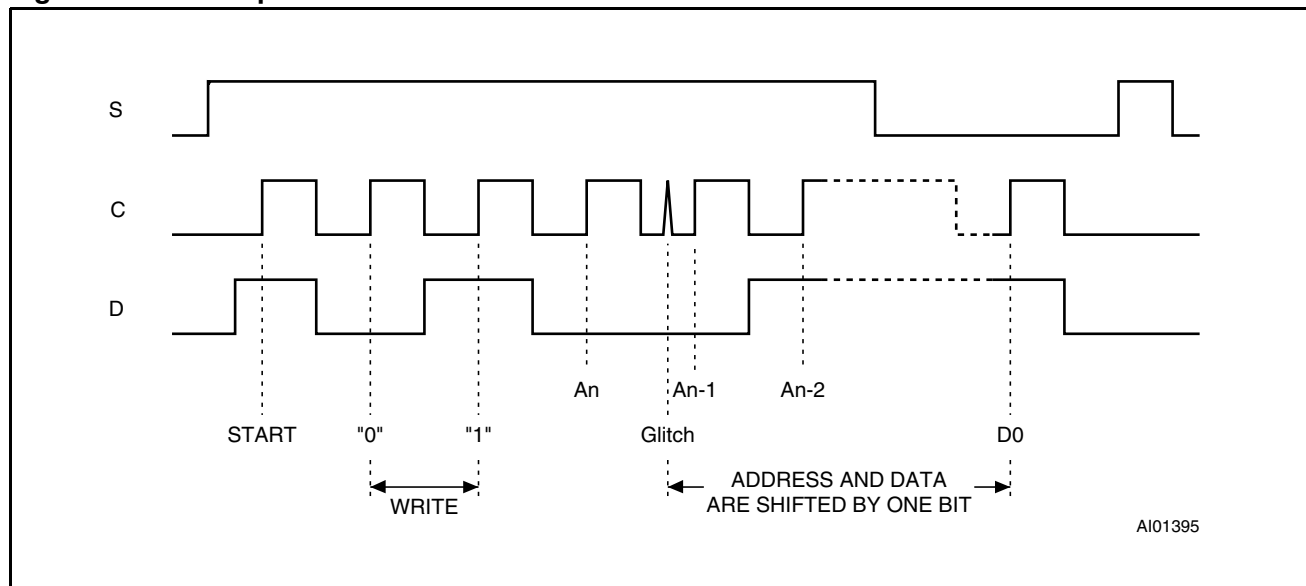 S
C
D
An An-1 An-2
START "0" "1" Glitch D0
WRITE
ADDRESS AND DATA
ARE SHIFTED BY ONE BIT
AI01395